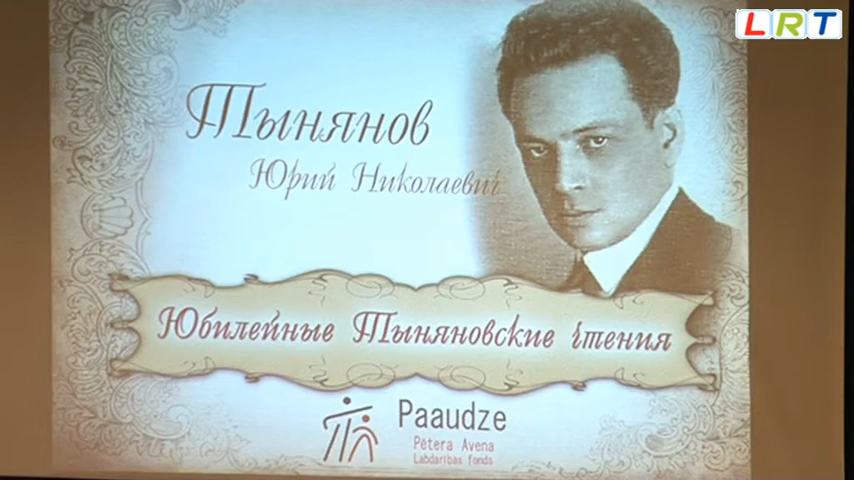 LRT
Тынянов
Юрий Николаевич
Юбилейные Тыняновские чтения
Paaudze
Pētera Avena
Labdarības fonds